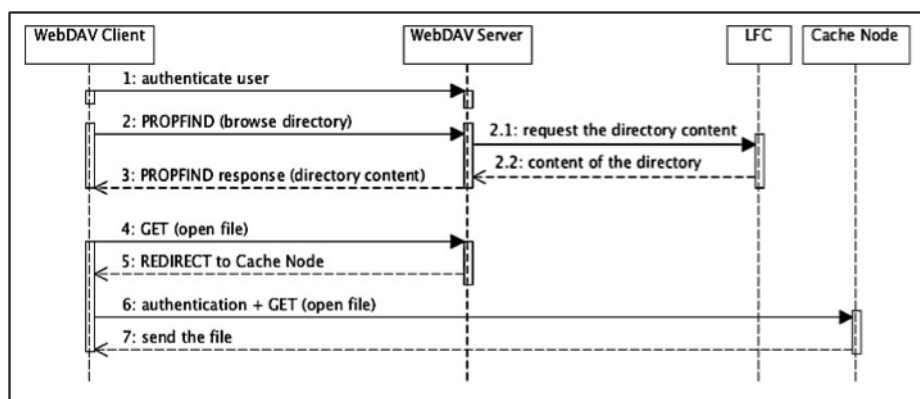 WebDAV Client WebDAV Server LFC Cache Node
1: authenticate user
2: PROPFIND (browse directory)
2.1: request the directory content
2.2: content of the directory
3: PROPFIND response (directory content)
4: GET (open file)
5: REDIRECT to Cache Node
6: authentication + GET (open file)
7: send the file